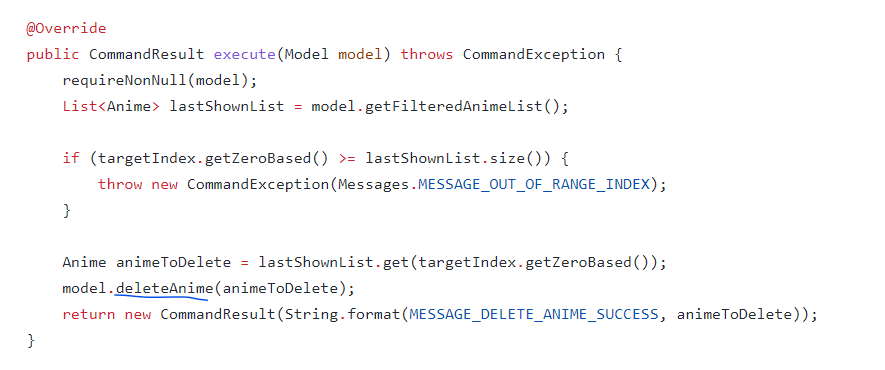 @Override
public CommandResult execute(Model model) throws CommandException {
    requireNonNull(model);
    List<Anime> lastShownList = model.getFilteredAnimeList();

    if (targetIndex.getZeroBased() >= lastShownList.size()) {
        throw new CommandException(Messages.MESSAGE_OUT_OF_RANGE_INDEX);
    }

    Anime animeToDelete = lastShownList.get(targetIndex.getZeroBased());
    model.deleteAnime(animeToDelete);
    return new CommandResult(String.format(MESSAGE_DELETE_ANIME_SUCCESS, animeToDelete));
}